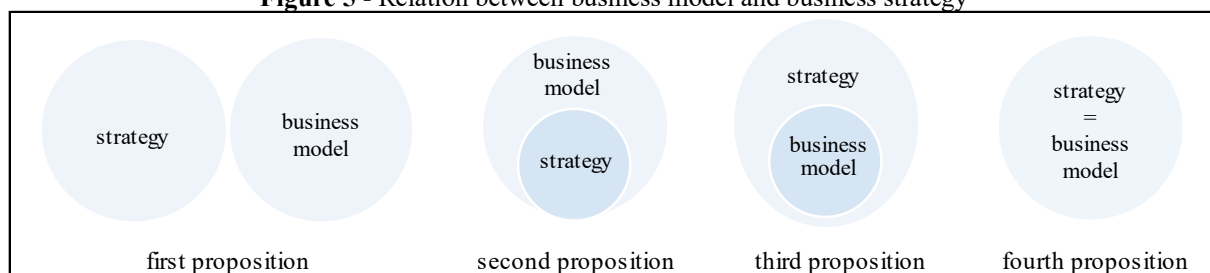 Figure 3 - Relation between business model and business strategy
strategy
business
model
business
model
strategy
strategy
business
model
strategy
=
business
model
first proposition
second proposition
third proposition
fourth proposition